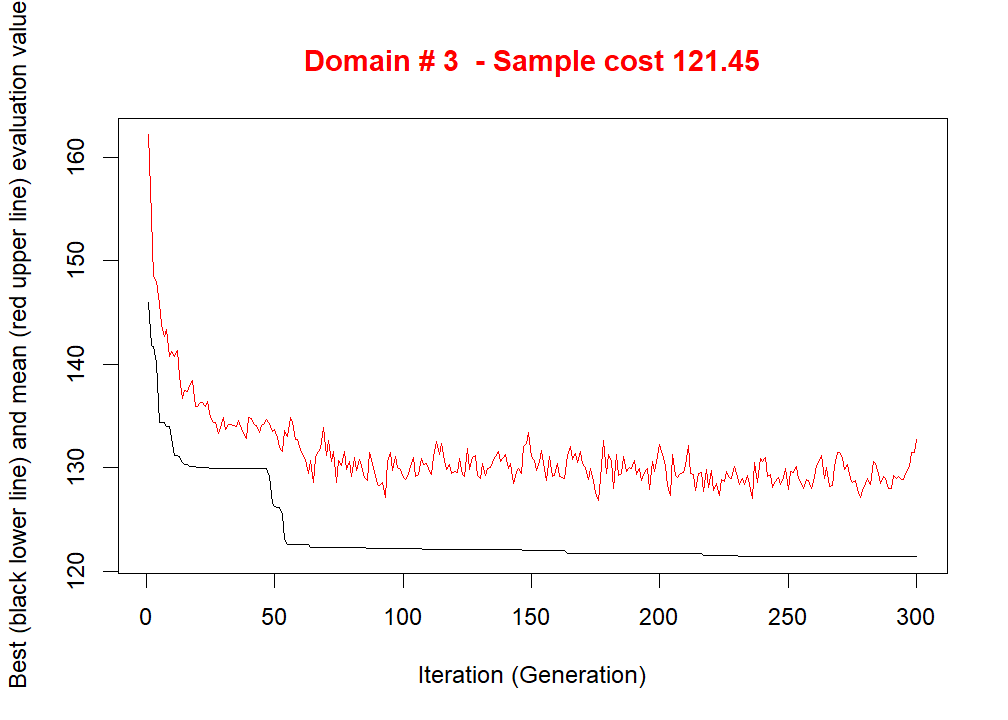 Domain # 3  - Sample cost 121.45
Best (black lower line) and mean (red upper line) evaluation value
160
150
140
130
120
0 50 100 150 200 250 300
Iteration (Generation)